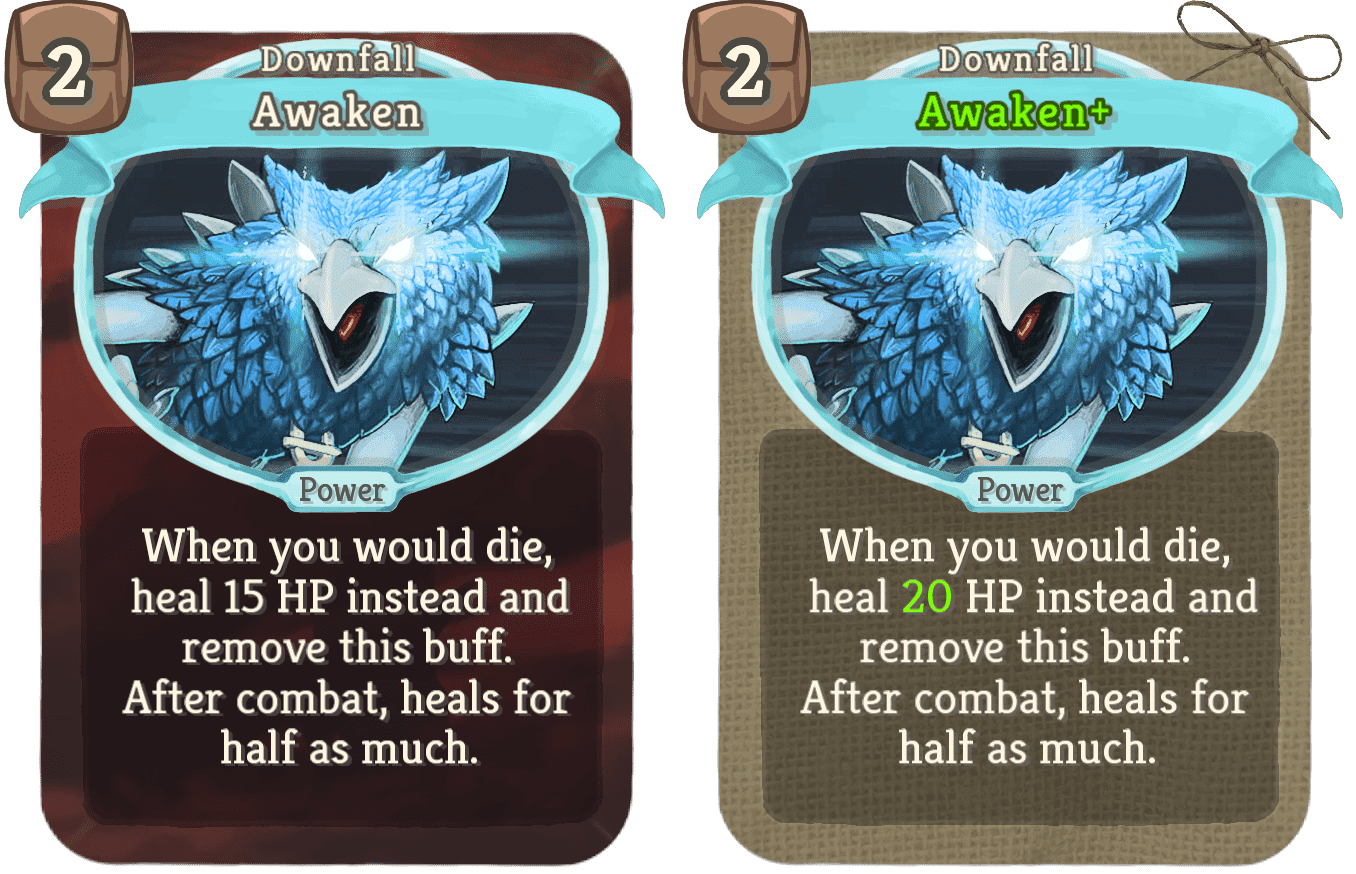 2
Downfall
Awaken
Power
When you would die,
heal 15 HP instead and
remove this buff.
After combat, heals for
half as much.
2
Downfall
Awaken+
Power
When you would die,
heal 20 HP instead and
remove this buff.
After combat, heals for
half as much.